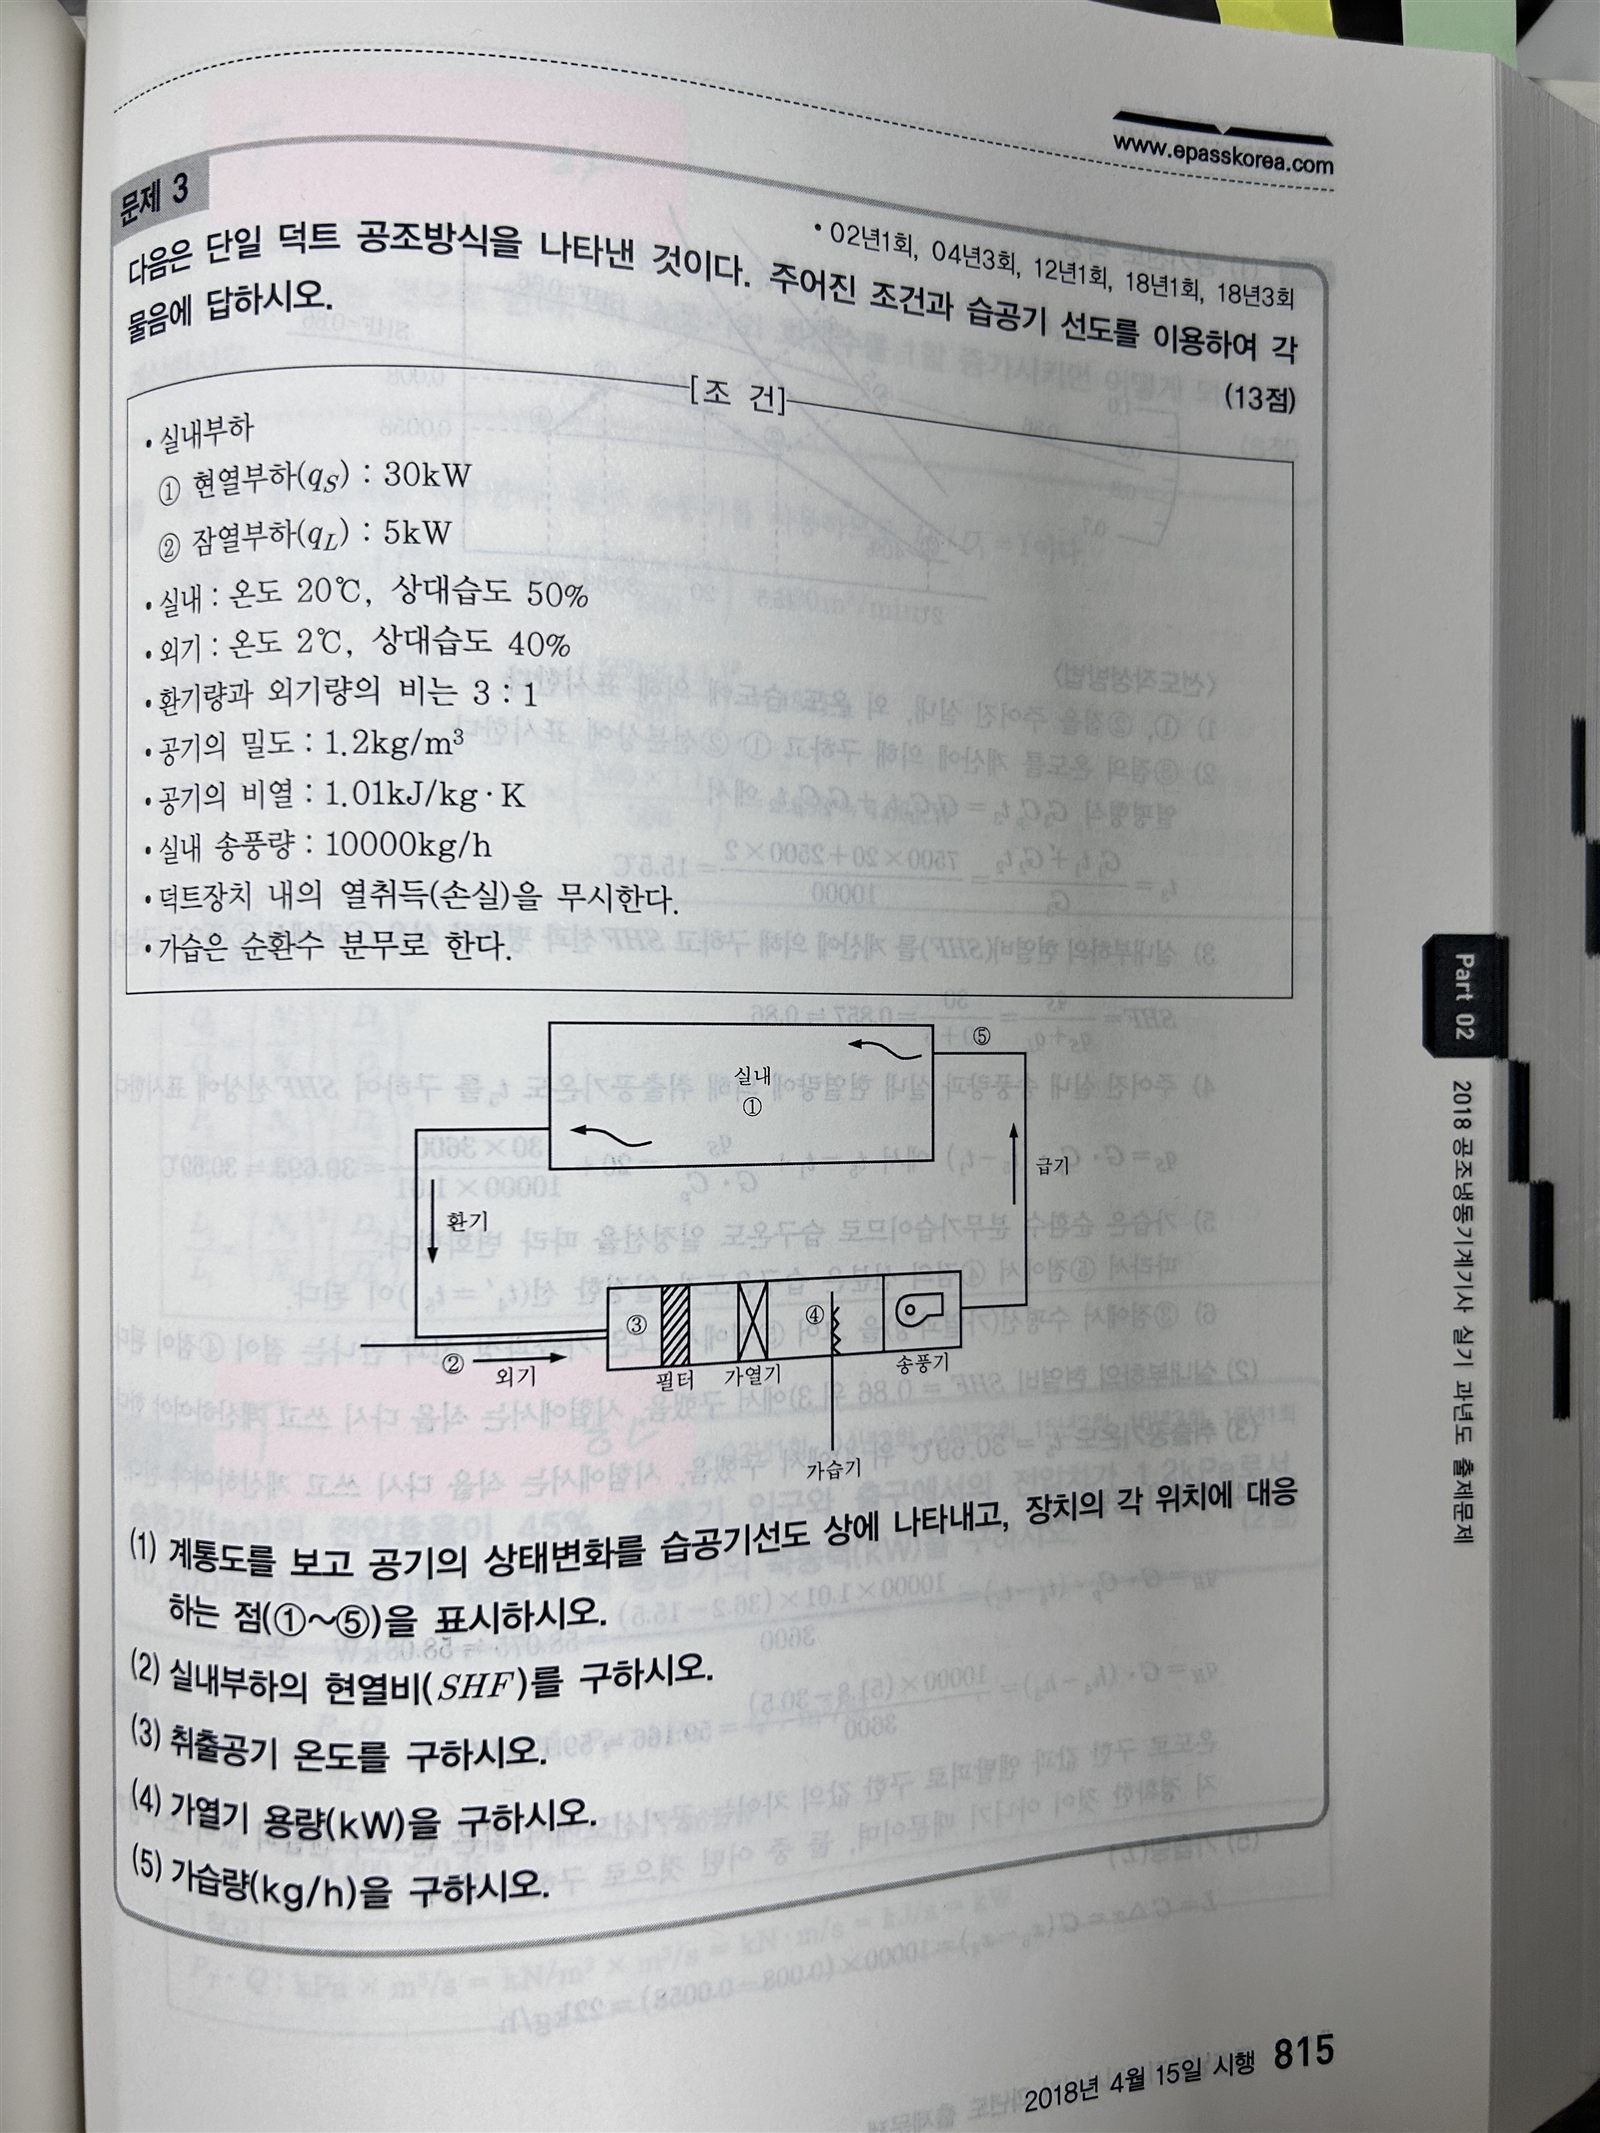 www.epasskorea.com
문제 3
• 02년1회, 04년3회, 12년1회, 18년1회, 18년3회
다음은 단일 덕트 공조방식을 나타낸 것이다. 주어진 조건과 습공기 선도를 이용하여 각
물음에 답하시오.
(13점)
[조 건]
• 실내부하
① 현열부하(qS) : 30kW
② 잠열부하(qL) : 5kW
• 실내 : 온도 20℃, 상대습도 50%
• 외기 : 온도 2℃, 상대습도 40%
• 환기량과 외기량의 비는 3 : 1
• 공기의 밀도 : 1.2kg/m³
• 공기의 비열 : 1.01kJ/kg · K
• 실내 송풍량 : 10000kg/h
• 덕트장치 내의 열취득(손실)을 무시한다.
• 가습은 순환수 분무로 한다.
⑤
실내
①
급기
환기
③
④
②
외기
필터
가열기
송풍기
가습기
(1) 계통도를 보고 공기의 상태변화를 습공기선도 상에 나타내고, 장치의 각 위치에 대응
하는 점(①~⑤)을 표시하시오.
(2) 실내부하의 현열비(SHF)를 구하시오.
(3) 취출공기 온도를 구하시오.
(4) 가열기 용량(kW)을 구하시오.
(5) 가습량(kg/h)을 구하시오.
Part 02
2018 공조냉동기계기사 실기 과년도 출제문제
2018년 4월 15일 시행 815